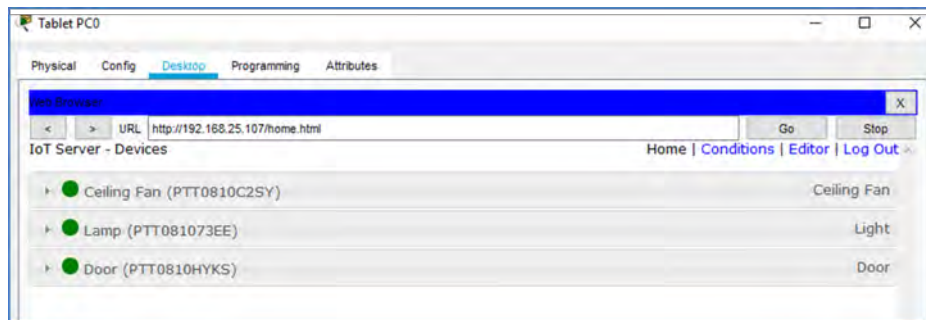 Tablet PC0
Physical Config Desktop Programming Attributes
Web Browser X
< > URL http://192.168.25.107/home.html Go Stop
IoT Server - Devices Home | Conditions | Editor | Log Out
Ceiling Fan (PTT0810C2SY) Ceiling Fan
Lamp (PTT081073EE) Light
Door (PTT0810HYKS) Door